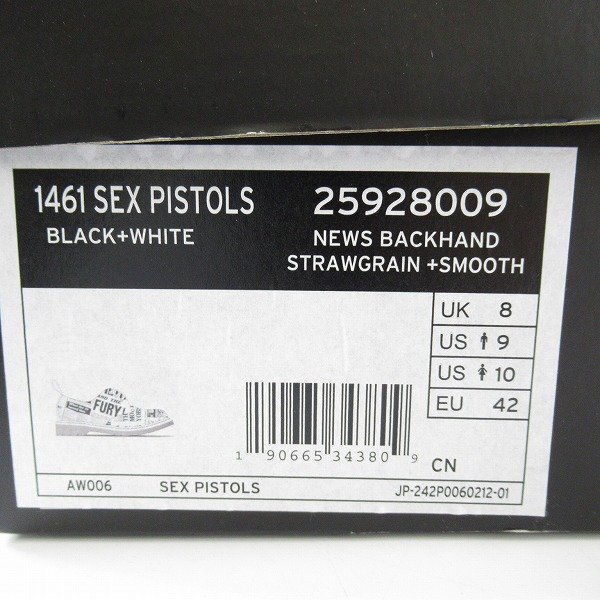 1461 SEX PISTOLS 25928009
BLACK+WHITE NEWS BACKHAND
STRAWGRAIN +SMOOTH
UK 8
US 9
US 10
EU 42
FURY
1 90665 34380 9
CN
AW006 SEX PISTOLS JP-242P0060212-01